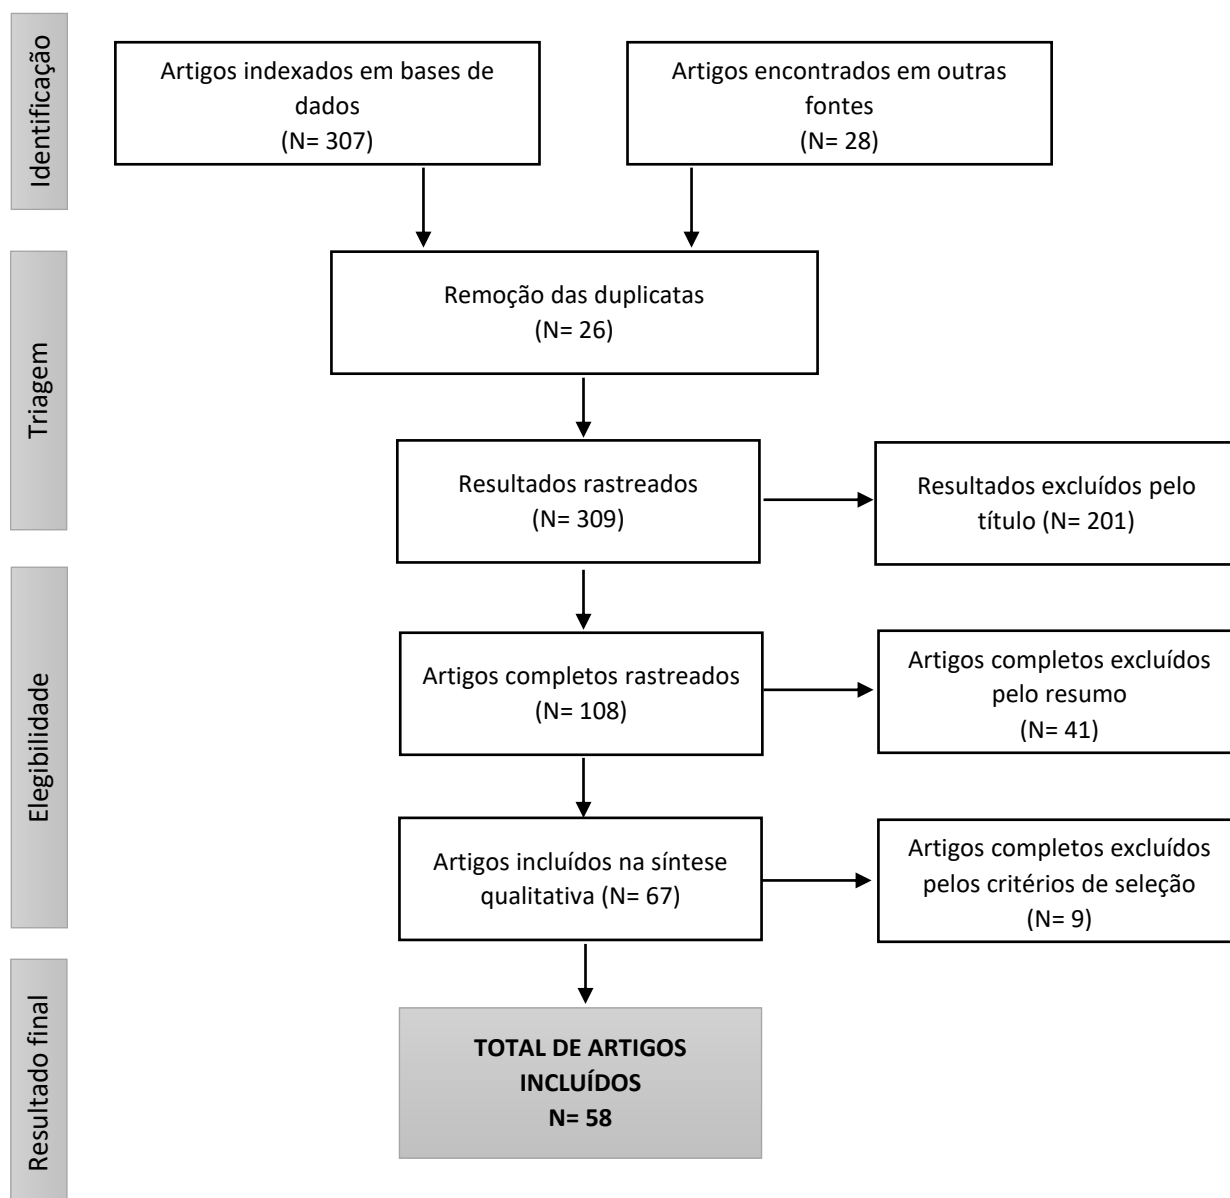 Identificação
Artigos indexados em bases de
dados
(N= 307)
Artigos encontrados em outras
fontes
(N= 28)
Triagem
Remoção das duplicatas
(N= 26)
Resultados rastreados
(N= 309)
Resultados excluídos pelo
título (N= 201)
Elegibilidade
Artigos completos rastreados
(N= 108)
Artigos completos excluídos
pelo resumo
(N= 41)
Artigos incluídos na síntese
qualitativa (N= 67)
Artigos completos excluídos
pelos critérios de seleção
(N= 9)
Resultado final
TOTAL DE ARTIGOS
INCLUÍDOS
N= 58